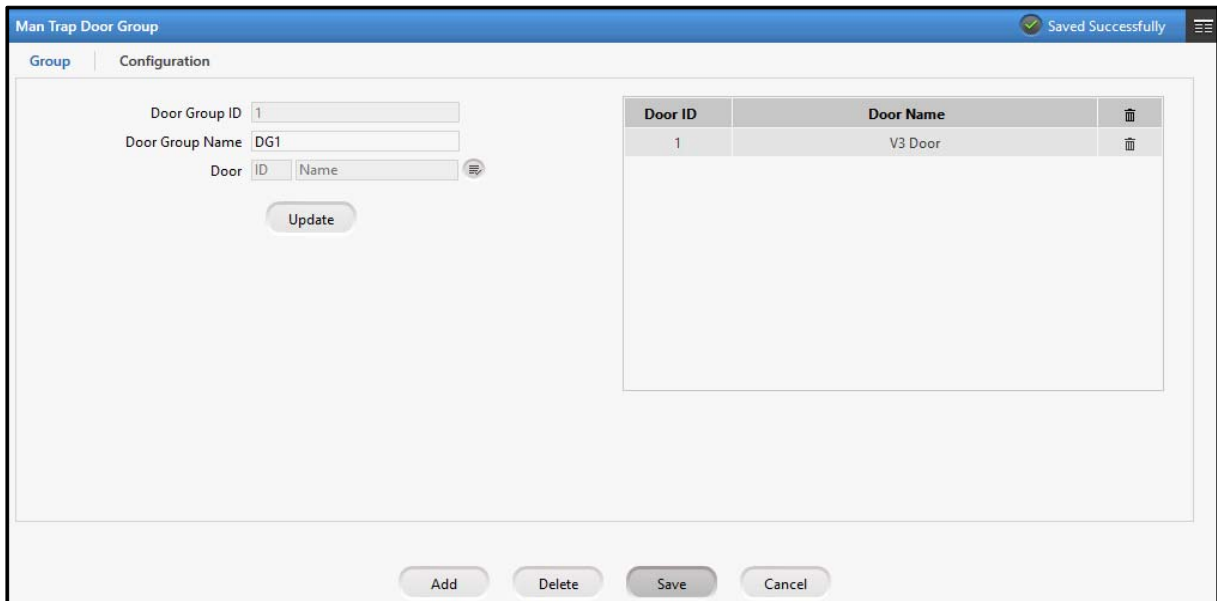 Man Trap Door Group
Saved Successfully
Group
Configuration
Door Group ID 1
Door Group Name DG1
Door ID Name
Update
Door ID Door Name
1 V3 Door
Add Delete Save Cancel